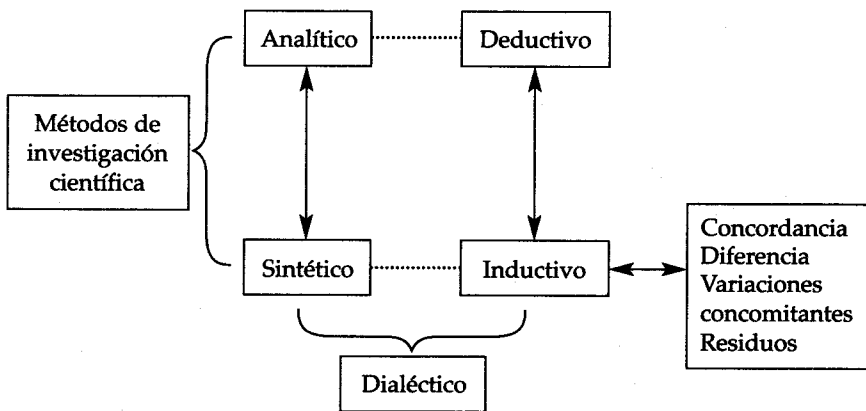 Analítico
Deductivo
Métodos de
investigación
científica
Sintético
Inductivo
Concordancia
Diferencia
Variaciones
concomitantes
Residuos
Dialéctico